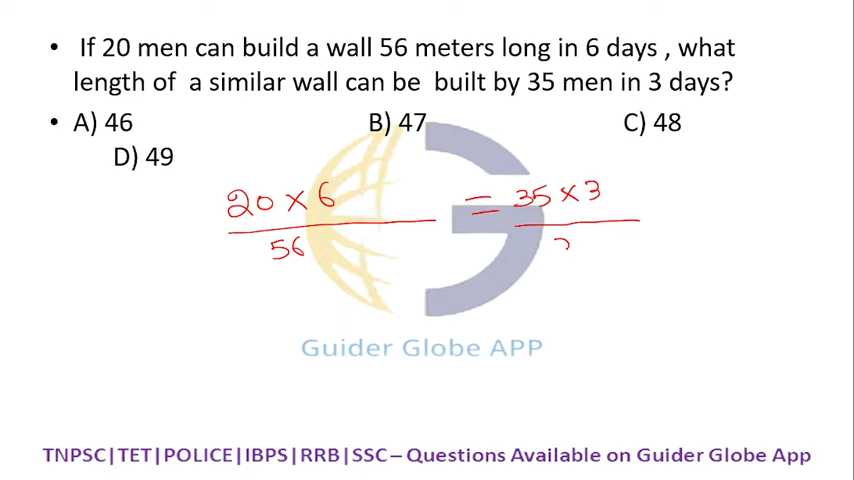 • If 20 men can build a wall 56 meters long in 6 days , what
length of a similar wall can be built by 35 men in 3 days?
• A) 46 B) 47 C) 48
D) 49
20 × 6 = 35 × 3
56
Guider Globe APP
TNPSC|TET|POLICE|IBPS|RRB|SSC – Questions Available on Guider Globe App